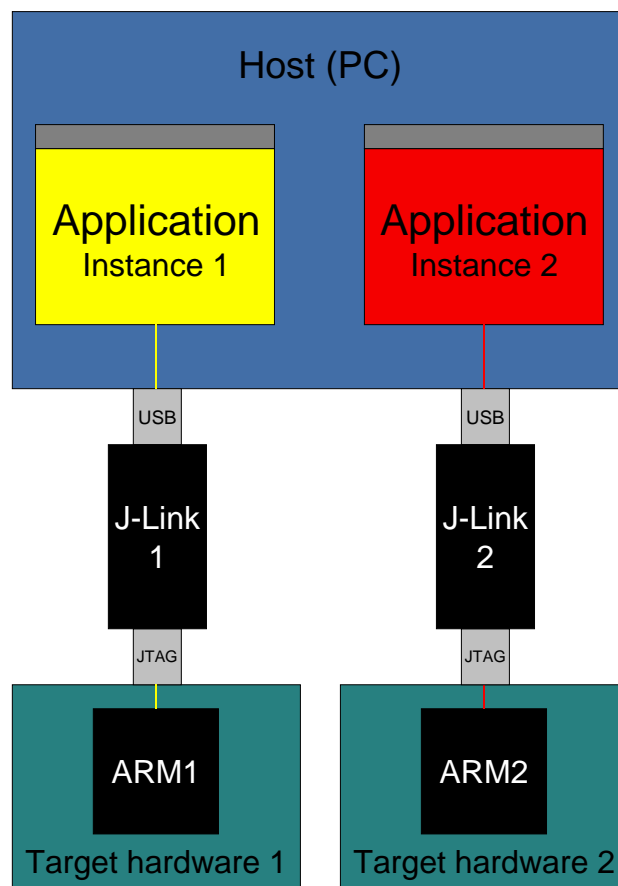 Host (PC)
Application
Instance 1
Application
Instance 2
USB
USB
J-Link
1
J-Link
2
JTAG
JTAG
ARM1
ARM2
Target hardware 1
Target hardware 2